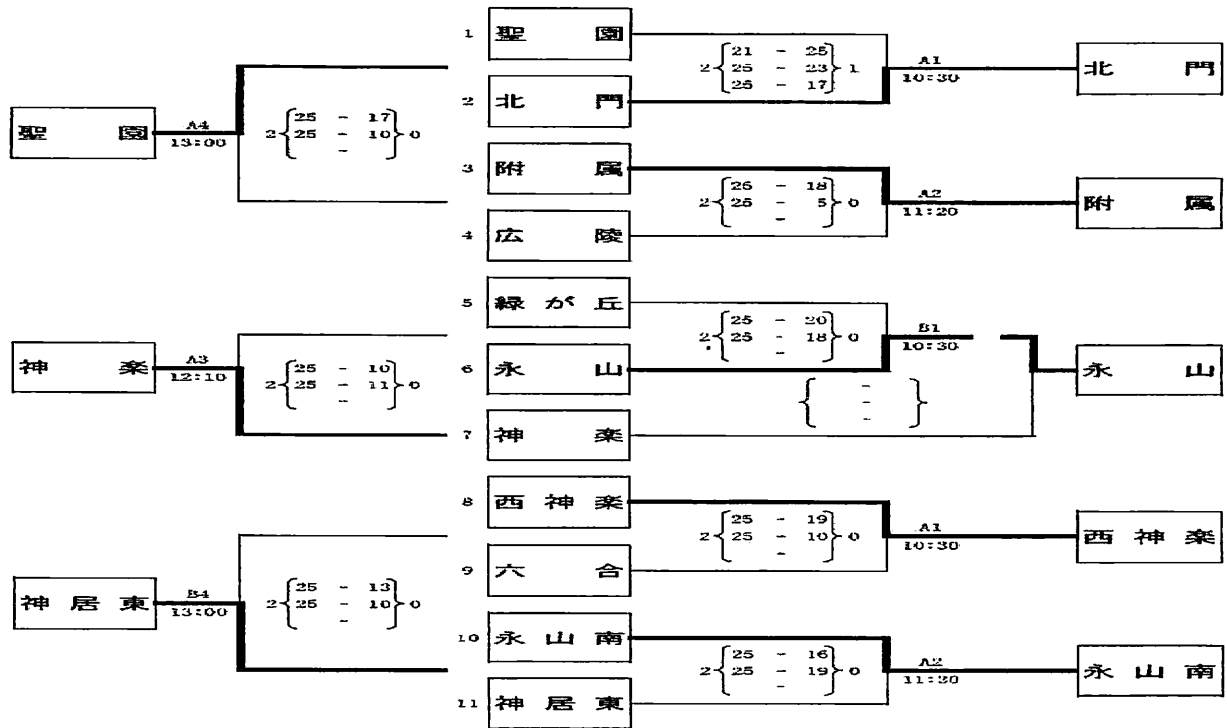 1 聖園
21 - 25
2 25 - 23 1
25 - 17
A1
10:30
北門
2 北門
聖園
A4
13:00
25 - 17
2 25 - 10 0
-
3 附属
25 - 18
2 25 - 5 0
-
A2
11:20
附属
4 広陵
5 緑が丘
25 - 20
2 25 - 18 0
-
B1
10:30
神楽
A3
12:10
25 - 10
2 25 - 11 0
-
6 永山
永山
-
-
-
7 神楽
8 西神楽
25 - 19
2 25 - 10 0
-
A1
10:30
西神楽
9 六合
神居東
B4
13:00
25 - 13
2 25 - 10 0
-
10 永山南
25 - 16
2 25 - 19 0
-
A2
11:30
永山南
11 神居東